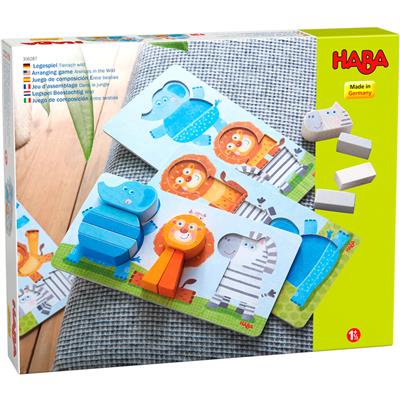 306087
Legespiel Tierisch wild
Arranging game Animals in the Wild
Juego de composición Entre bestias
Jeu d'assemblage Dans la jungle
Legspel Beestachtig Wild
Juego de composición Entre bestias
HABA
Made in
Germany
HABA
1½